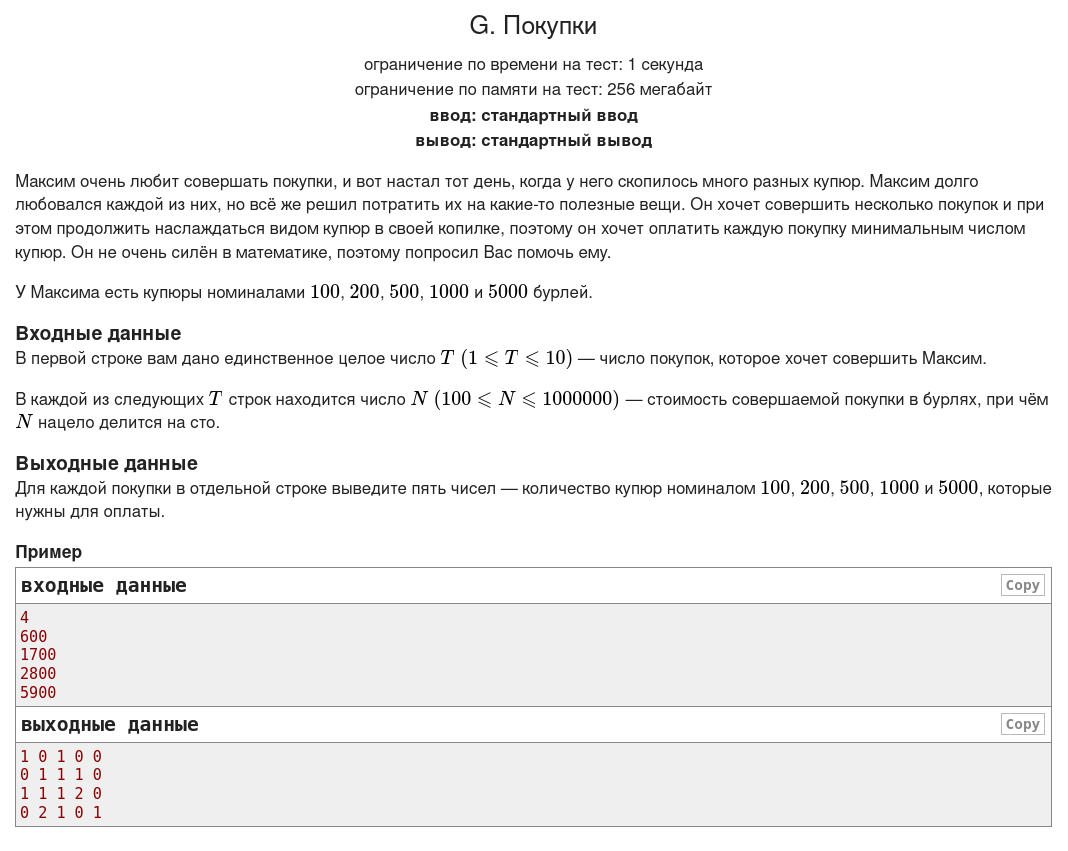 G. Покупки
ограничение по времени на тест: 1 секунда
ограничение по памяти на тест: 256 мегабайт
ввод: стандартный ввод
вывод: стандартный вывод
Максим очень любит совершать покупки, и вот настал тот день, когда у него скопилось много разных купюр. Максим долго
любовался каждой из них, но всё же решил потратить их на какие-то полезные вещи. Он хочет совершить несколько покупок и при
этом продолжить наслаждаться видом купюр в своей копилке, поэтому он хочет оплатить каждую покупку минимальным числом
купюр. Он не очень силён в математике, поэтому попросил Вас помочь ему.
У Максима есть купюры номиналами 100, 200, 500, 1000 и 5000 бурлей.
Входные данные
В первой строке вам дано единственное целое число T (1 ⩽ T ⩽ 10) — число покупок, которое хочет совершить Максим.
В каждой из следующих T строк находится число N (100 ⩽ N ⩽ 1000000) — стоимость совершаемой покупки в бурлях, при чём
N нацело делится на сто.
Выходные данные
Для каждой покупки в отдельной строке выведите пять чисел — количество купюр номиналом 100, 200, 500, 1000 и 5000, которые
нужны для оплаты.
Пример
входные данные Copy
4
600
1700
2800
5900
выходные данные Copy
1 0 1 0 0
0 1 1 1 0
1 1 1 2 0
0 2 1 0 1